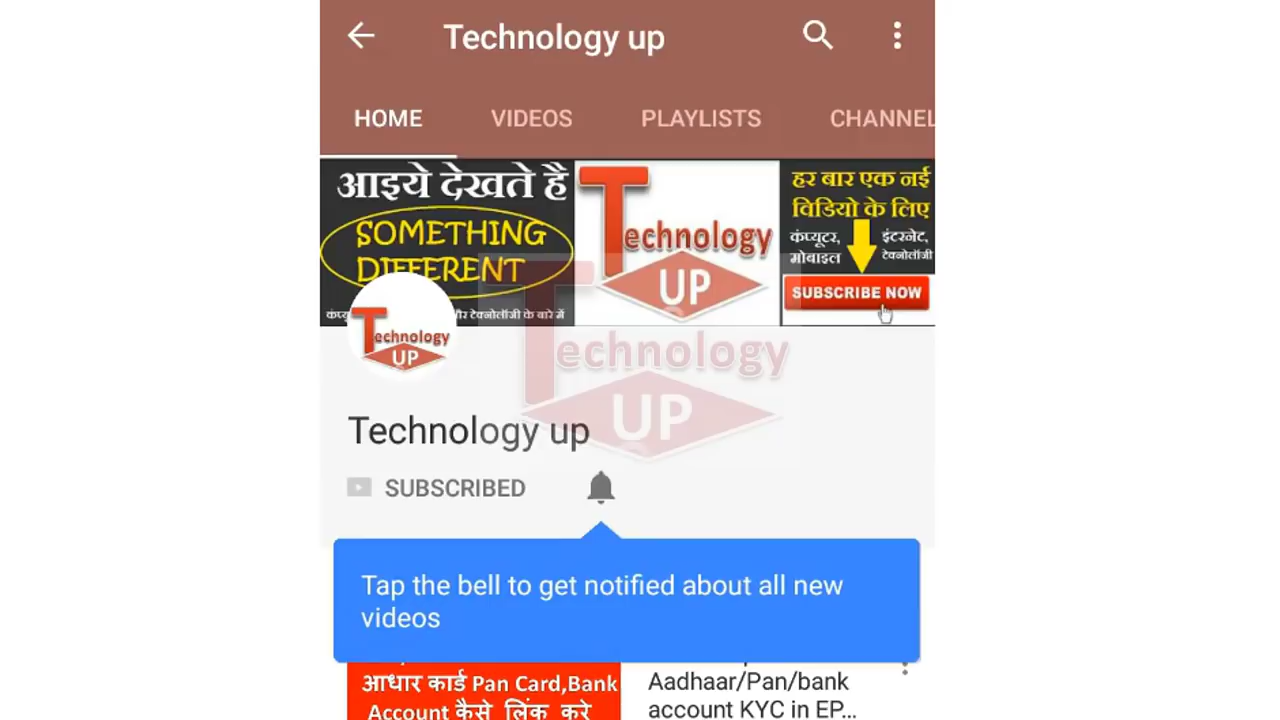 Technology up
HOME VIDEOS PLAYLISTS CHANNEL
आइये देखते है
SOMETHING
DIFFERENT
और टेक्नोलॉजी के बारे में
Technology
UP
हर बार एक नई
विडियो के लिए
कंप्यूटर, इंटरनेट,
मोबाइल टेक्नोलॉजी
SUBSCRIBE NOW
Technology
UP
Technology
UP
Technology up
SUBSCRIBED
Tap the bell to get notified about all new
videos
आधार कार्ड Pan Card,Bank
Account कैसे लिंक करे
Aadhaar/Pan/bank
account KYC in EP...